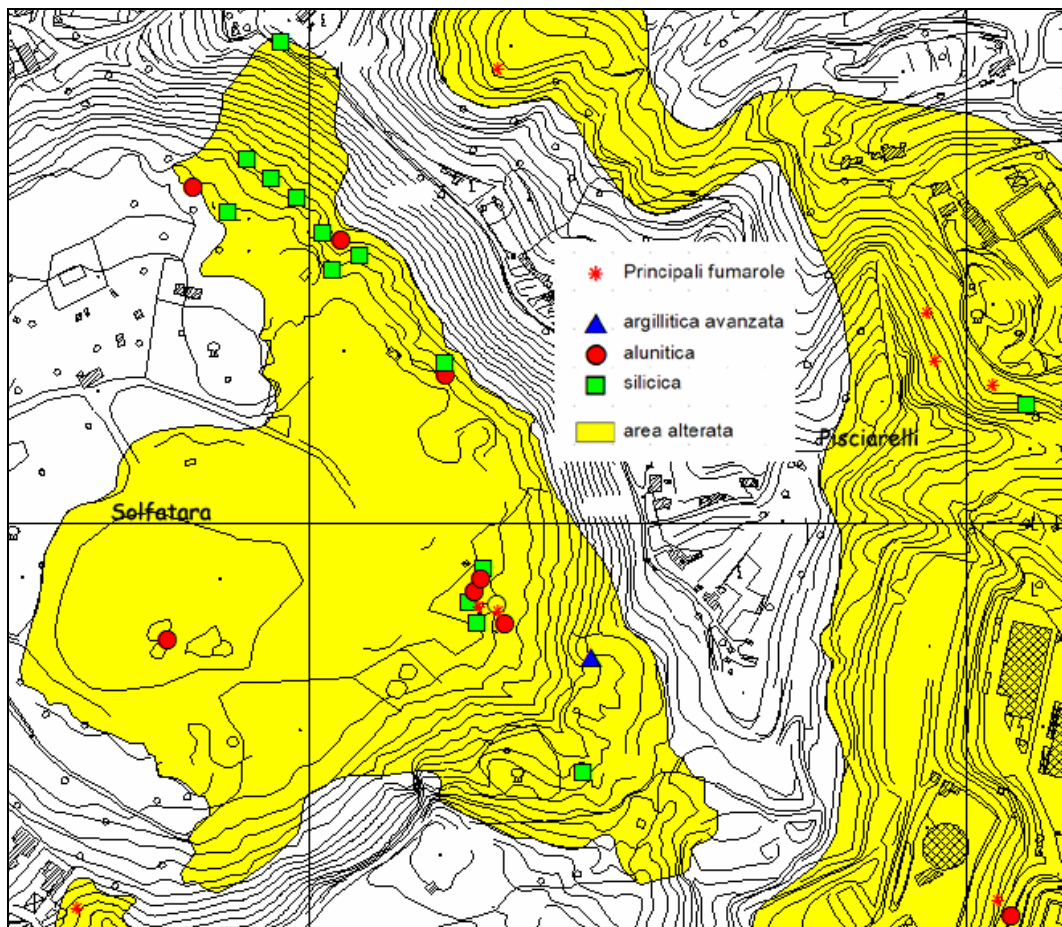 Principali fumarole
argillitica avanzata
alunitica
silicica
area alterata
Pisciarelli
Solfatara